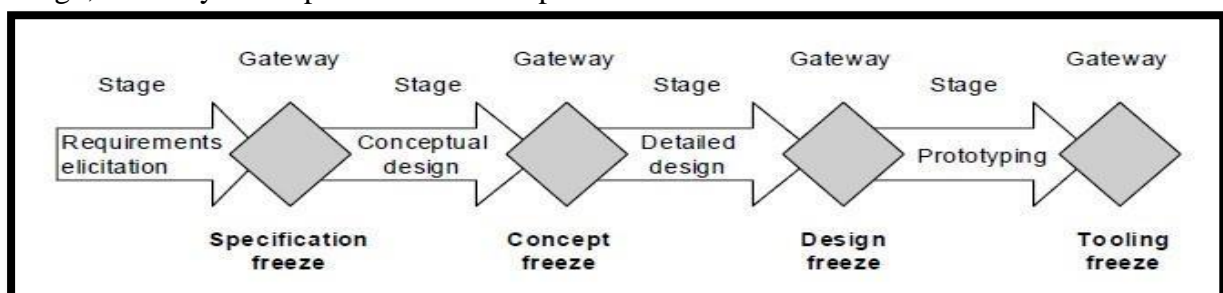 Gateway Gateway Gateway Gateway
Stage Stage Stage Stage
Requirements Conceptual Detailed Prototyping
elicitation design design
Specification Concept Design Tooling
freeze freeze freeze freeze